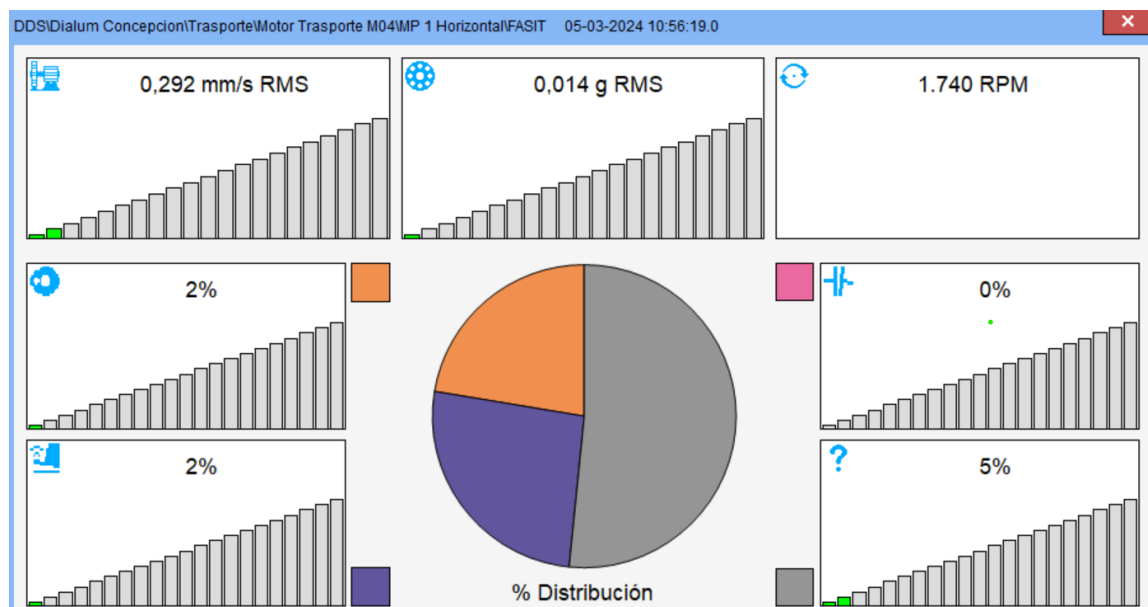 DDS\Dialum Concepcion\Trasporte\Motor Trasporte M04\MP 1 Horizontal\FASIT 05-03-2024 10:56:19.0
0,292 mm/s RMS
0,014 g RMS
1.740 RPM
2%
0%
2%
?
5%
% Distribución